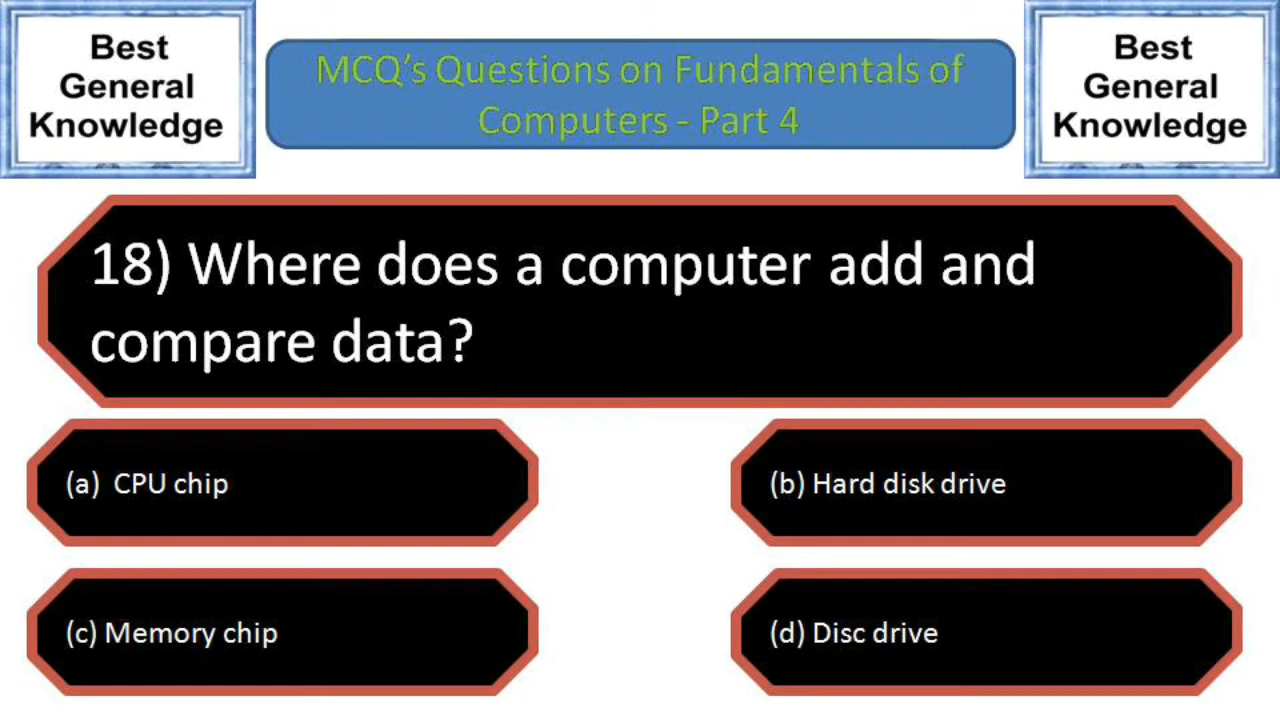 Best
General
Knowledge
MCQ's Questions on Fundamentals of
Computers - Part 4
Best
General
Knowledge
18) Where does a computer add and
compare data?
(a) CPU chip
(b) Hard disk drive
(c) Memory chip
(d) Disc drive